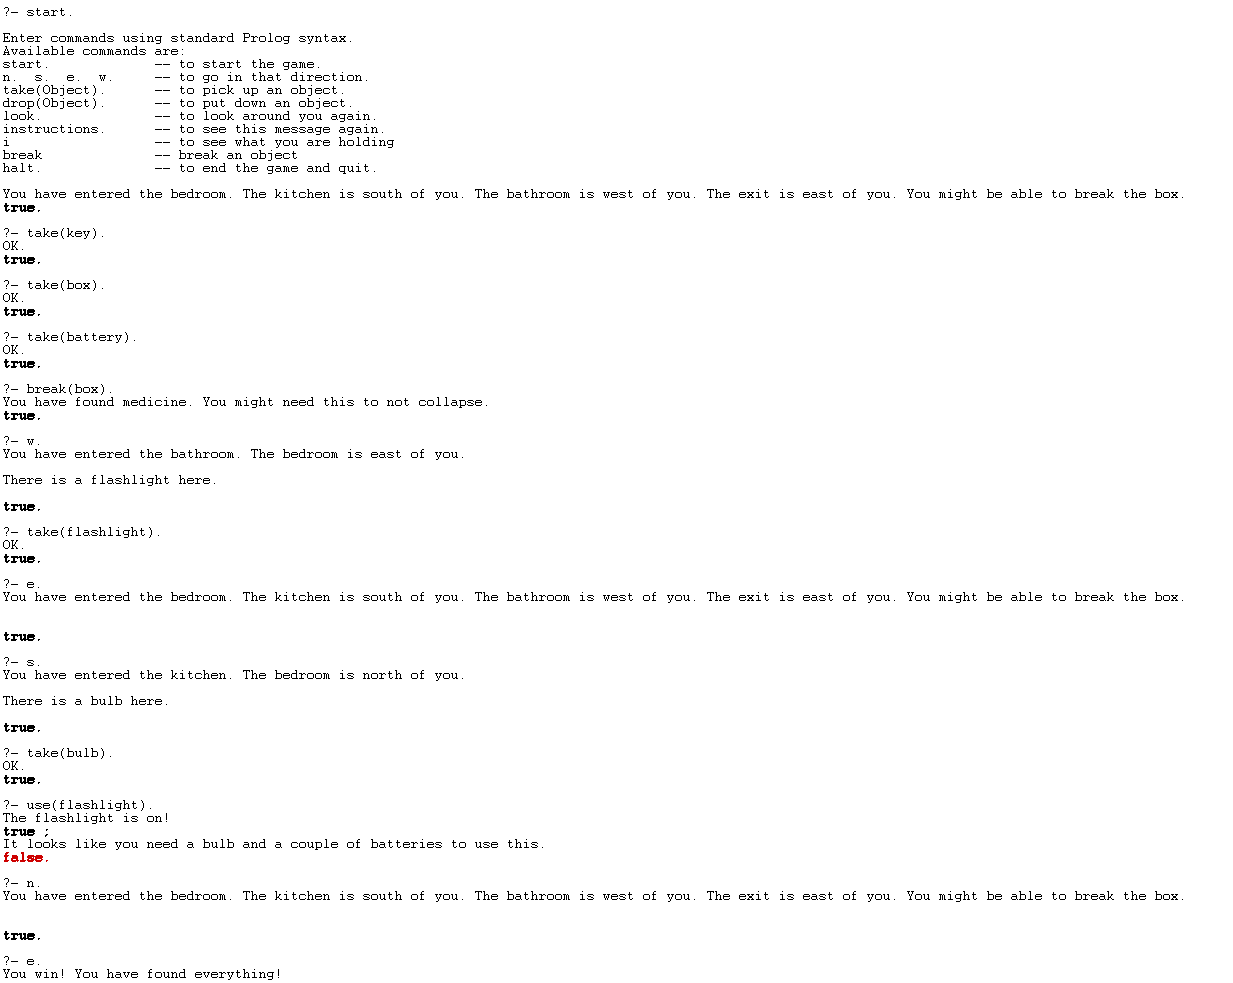 ?- start.
Enter commands using standard Prolog syntax.
Available commands are:
start.             -- to start the game.
n.  s.  e.  w.     -- to go in that direction.
take(Object).      -- to pick up an object.
drop(Object).      -- to put down an object.
look.              -- to look around you again.
instructions.      -- to see this message again.
i                  -- to see what you are holding
break              -- break an object
halt.              -- to end the game and quit.
You have entered the bedroom. The kitchen is south of you. The bathroom is west of you. The exit is east of you. You might be able to break the box.
true.
?- take(key).
OK.
true.
?- take(box).
OK.
true.
?- take(battery).
OK.
true.
?- break(box).
You have found medicine. You might need this to not collapse.
true.
?- w.
You have entered the bathroom. The bedroom is east of you.
There is a flashlight here.
true.
?- take(flashlight).
OK.
true.
?- e.
You have entered the bedroom. The kitchen is south of you. The bathroom is west of you. The exit is east of you. You might be able to break the box.
true.
?- s.
You have entered the kitchen. The bedroom is north of you.
There is a bulb here.
true.
?- take(bulb).
OK.
true.
?- use(flashlight).
The flashlight is on!
true ;
It looks like you need a bulb and a couple of batteries to use this.
false.
?- n.
You have entered the bedroom. The kitchen is south of you. The bathroom is west of you. The exit is east of you. You might be able to break the box.
true.
?- e.
You win! You have found everything!